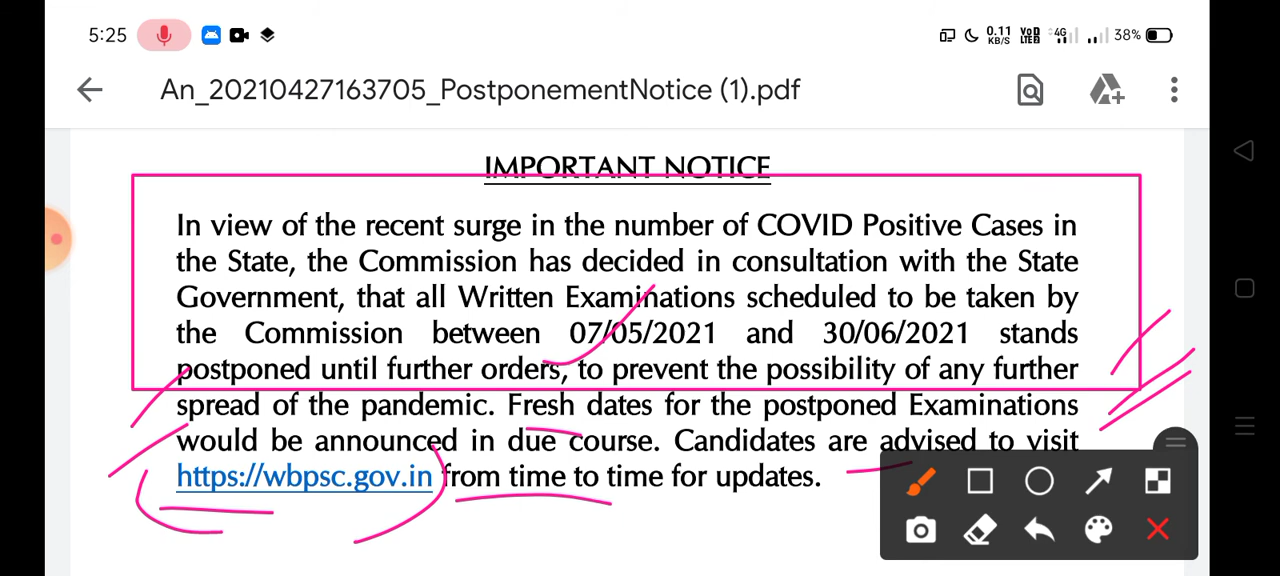 5:25 0.11 KB/S VoD LTE2 4G 38%
An_20210427163705_PostponementNotice (1).pdf
IMPORTANT NOTICE
In view of the recent surge in the number of COVID Positive Cases in
the State, the Commission has decided in consultation with the State
Government, that all Written Examinations scheduled to be taken by
the Commission between 07/05/2021 and 30/06/2021 stands
postponed until further orders, to prevent the possibility of any further
spread of the pandemic. Fresh dates for the postponed Examinations
would be announced in due course. Candidates are advised to visit
https://wbpsc.gov.in from time to time for updates.